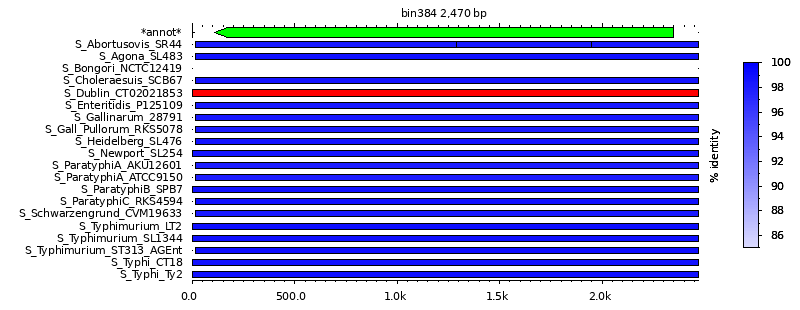 bin384 2,470 bp
*annot*
S_Abortusovis_SR44
S_Agona_SL483
S_Bongori_NCTC12419
S_Choleraesuis_SCB67
S_Dublin_CT02021853
S_Enteritidis_P125109
S_Gallinarum_28791
S_Gall_Pullorum_RKS5078
S_Heidelberg_SL476
S_Newport_SL254
S_ParatyphiA_AKU12601
S_ParatyphiA_ATCC9150
S_ParatyphiB_SPB7
S_ParatyphiC_RKS4594
S_Schwarzengrund_CVM19633
S_Typhimurium_LT2
S_Typhimurium_SL1344
S_Typhimurium_ST313_AGEnt
S_Typhi_CT18
S_Typhi_Ty2
0.0 500.0 1.0k 1.5k 2.0k
% identity
100
98
96
94
92
90
88
86